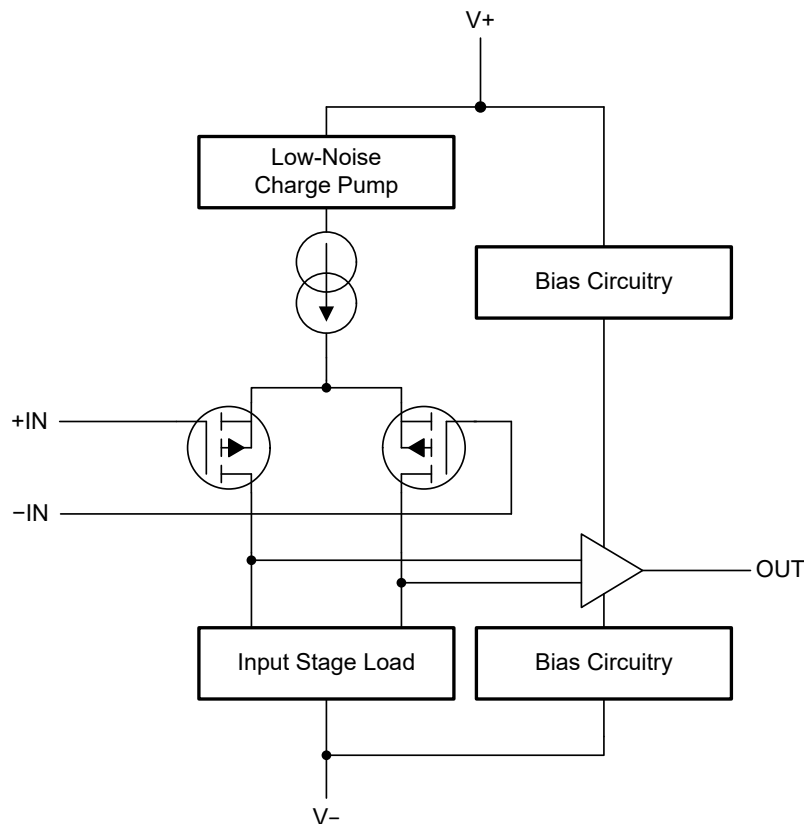 V+
Low-Noise
Charge Pump
Bias Circuitry
+IN
−IN
OUT
Input Stage Load
Bias Circuitry
V−